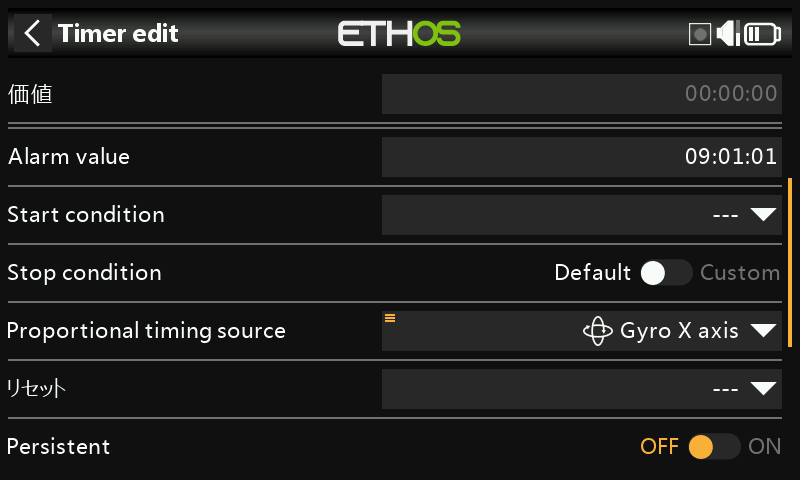 Timer edit
ETHOS
価値 00:00:00
Alarm value 09:01:01
Start condition ---
Stop condition Default Custom
Proportional timing source Gyro X axis
リセット ---
Persistent OFF ON